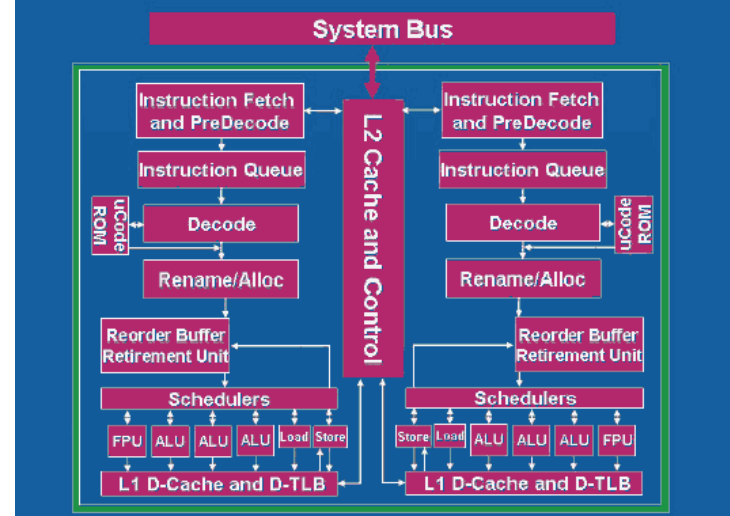 System Bus
Instruction Fetch
and PreDecode
Instruction Queue
uCode
ROM
Decode
Rename/Alloc
Reorder Buffer
Retirement Unit
Schedulers
FPU
ALU
ALU
ALU
Load
Store
L1 D-Cache and D-TLB
L2 Cache and Control
Instruction Fetch
and PreDecode
Instruction Queue
Decode
uCode
ROM
Rename/Alloc
Reorder Buffer
Retirement Unit
Schedulers
Store
Load
ALU
ALU
ALU
FPU
L1 D-Cache and D-TLB